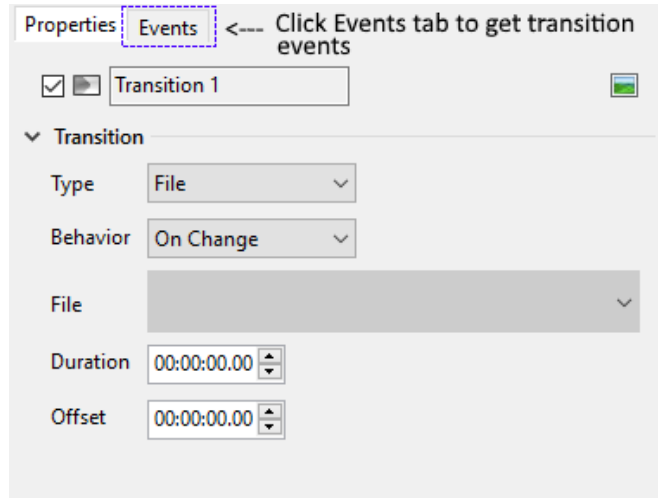 Properties Events <--- Click Events tab to get transition
events
Transition 1
Transition
Type File
Behavior On Change
File
Duration 00:00:00.00
Offset 00:00:00.00